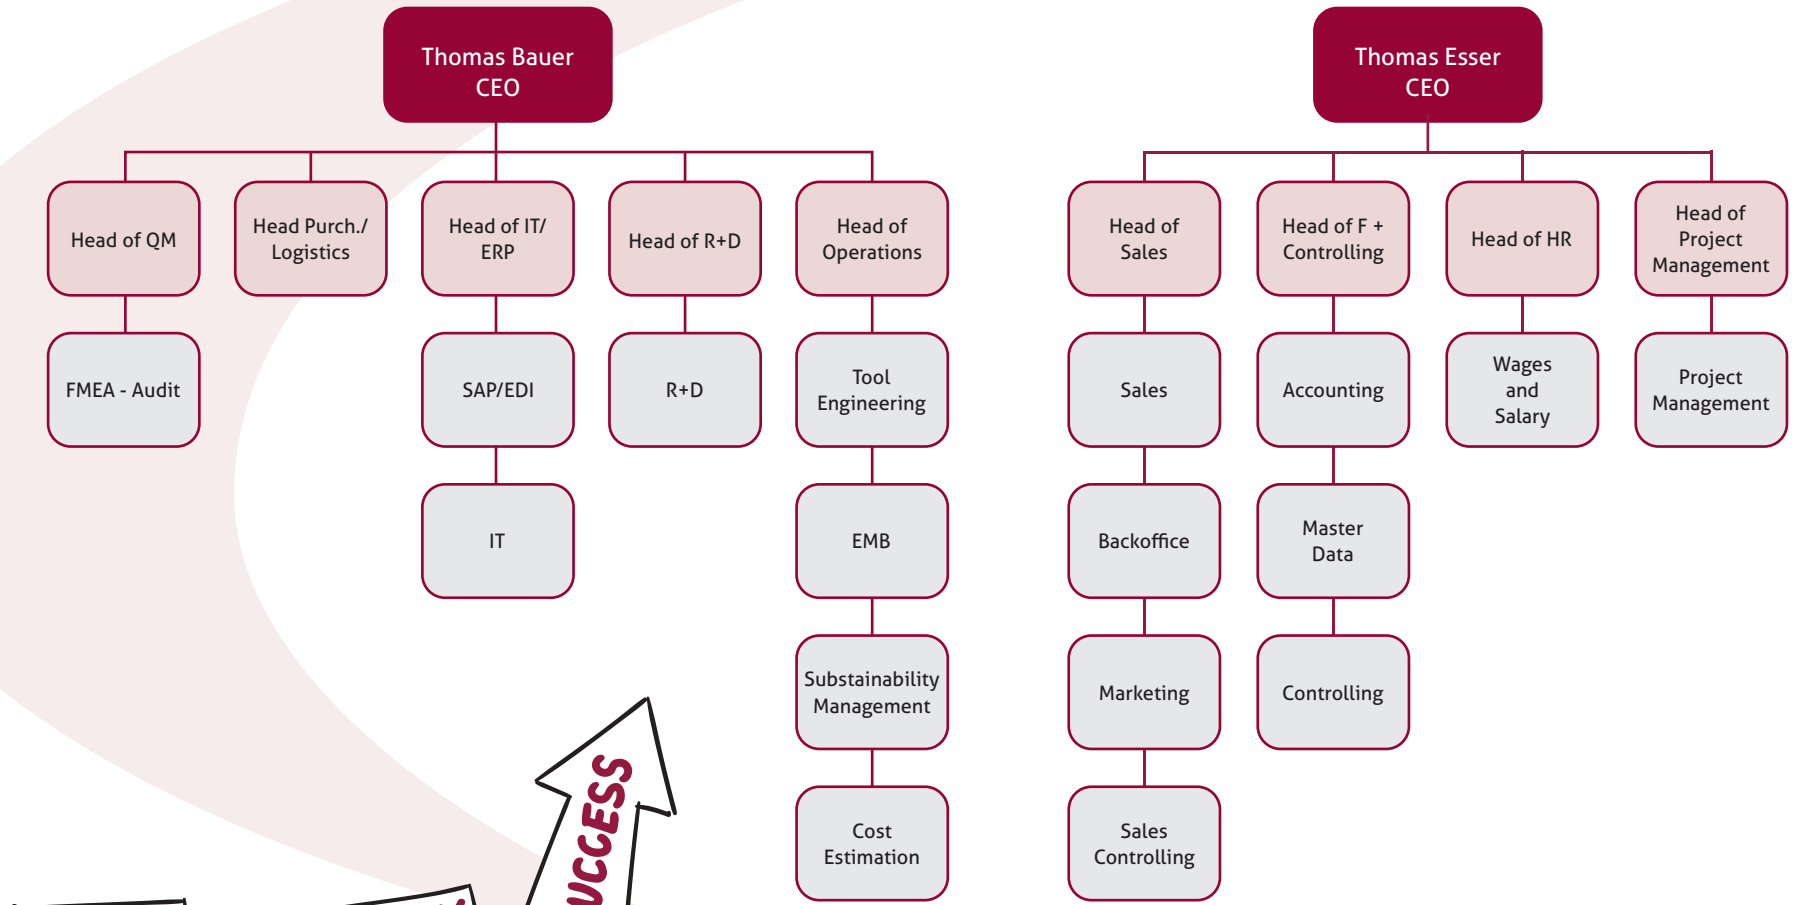 Thomas Bauer
CEO
Thomas Esser
CEO
Head of QM
Head Purch./
Logistics
Head of IT/
ERP
Head of R+D
Head of
Operations
Head of
Sales
Head of F +
Controlling
Head of HR
Head of
Project
Management
FMEA - Audit
SAP/EDI
R+D
Tool
Engineering
Sales
Accounting
Wages
and
Salary
Project
Management
IT
EMB
Backoffice
Master
Data
Substainability
Management
Marketing
Controlling
Cost
Estimation
Sales
Controlling